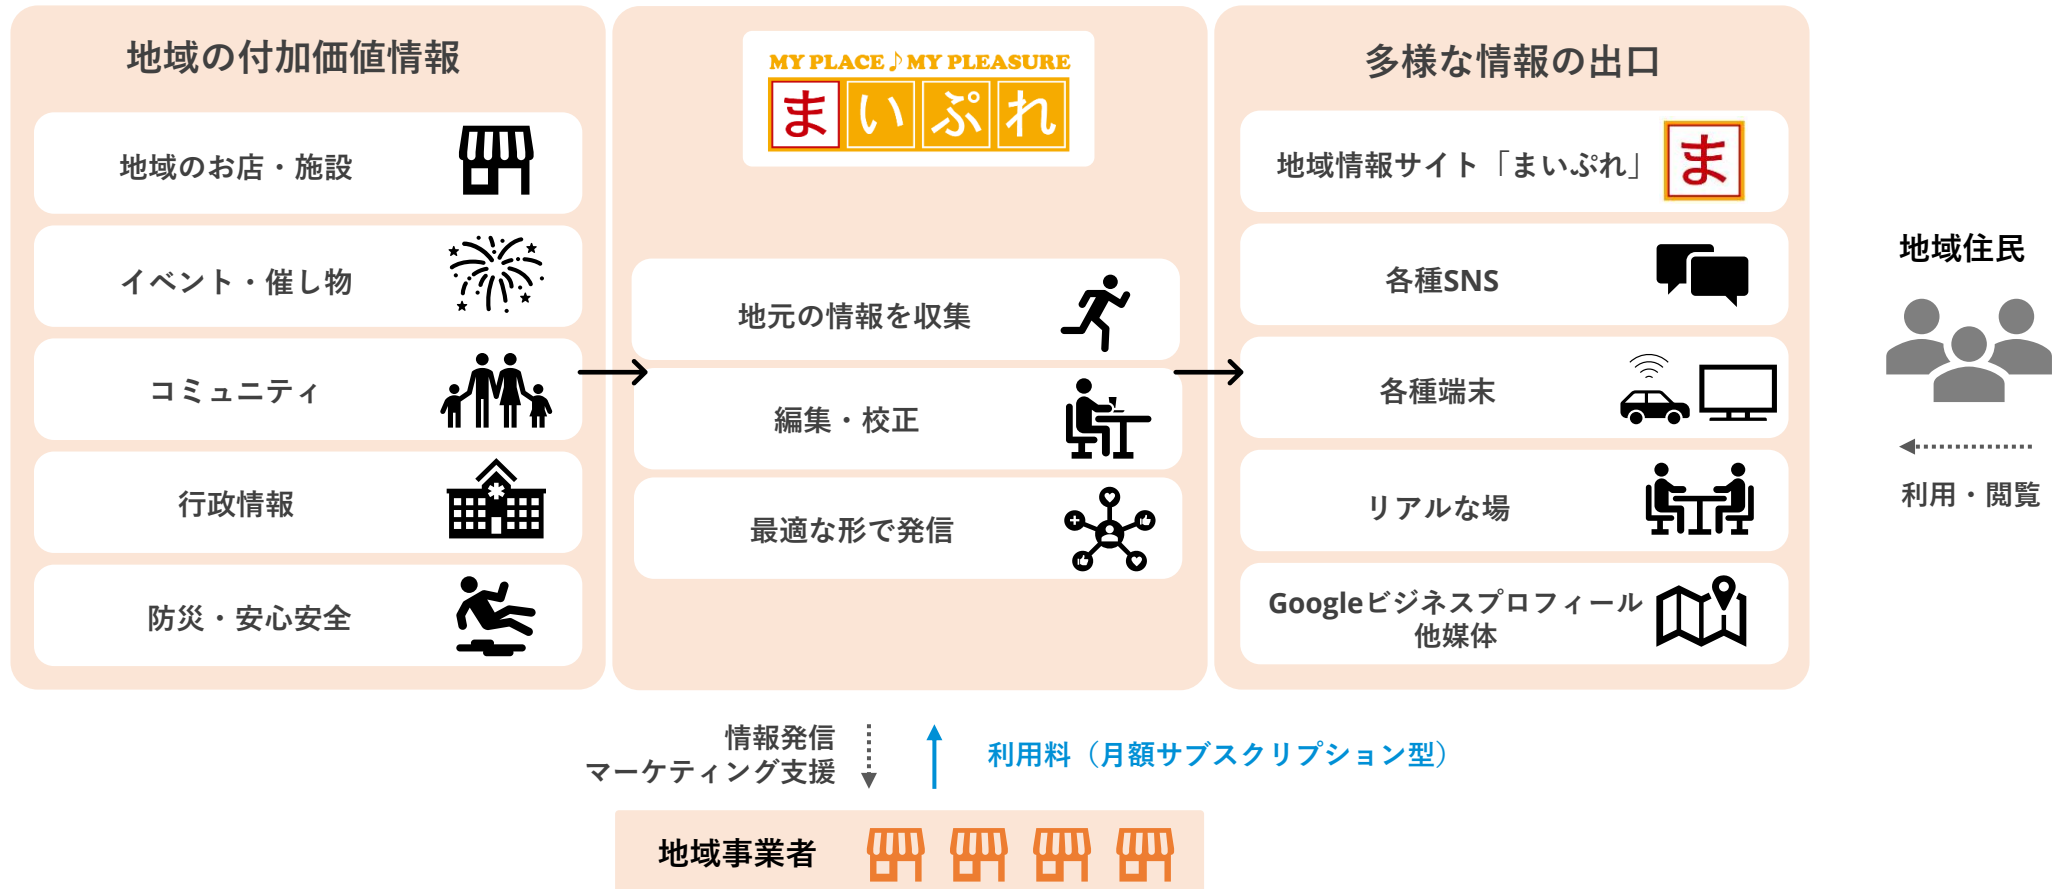 地域の付加価値情報
地域のお店・施設
イベント・催し物
コミュニティ
行政情報
防災・安心安全
MY PLACE♪MY PLEASURE
まいぷれ
地元の情報を収集
編集・校正
最適な形で発信
多様な情報の出口
地域情報サイト「まいぷれ」
ま
各種SNS
各種端末
リアルな場
Googleビジネスプロフィール
他媒体
地域住民
利用・閲覧
情報発信
マーケティング支援
利用料（月額サブスクリプション型）
地域事業者